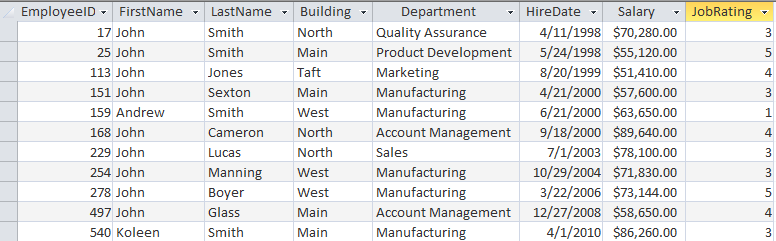 EmployeeID FirstName LastName Building Department HireDate Salary JobRating
17 John Smith North Quality Assurance 4/11/1998 $70,280.00 3
25 John Smith Main Product Development 5/24/1998 $55,120.00 5
113 John Jones Taft Marketing 8/20/1999 $51,410.00 4
151 John Sexton Main Manufacturing 4/21/2000 $57,600.00 3
159 Andrew Smith West Manufacturing 6/21/2000 $63,650.00 1
168 John Cameron North Account Management 9/18/2000 $89,640.00 4
229 John Lucas North Sales 7/1/2003 $78,100.00 3
254 John Manning West Manufacturing 10/29/2004 $71,830.00 3
278 John Boyer West Manufacturing 3/22/2006 $73,144.00 5
497 John Glass Main Account Management 12/27/2008 $58,650.00 4
540 Koleen Smith Main Manufacturing 4/1/2010 $86,260.00 3